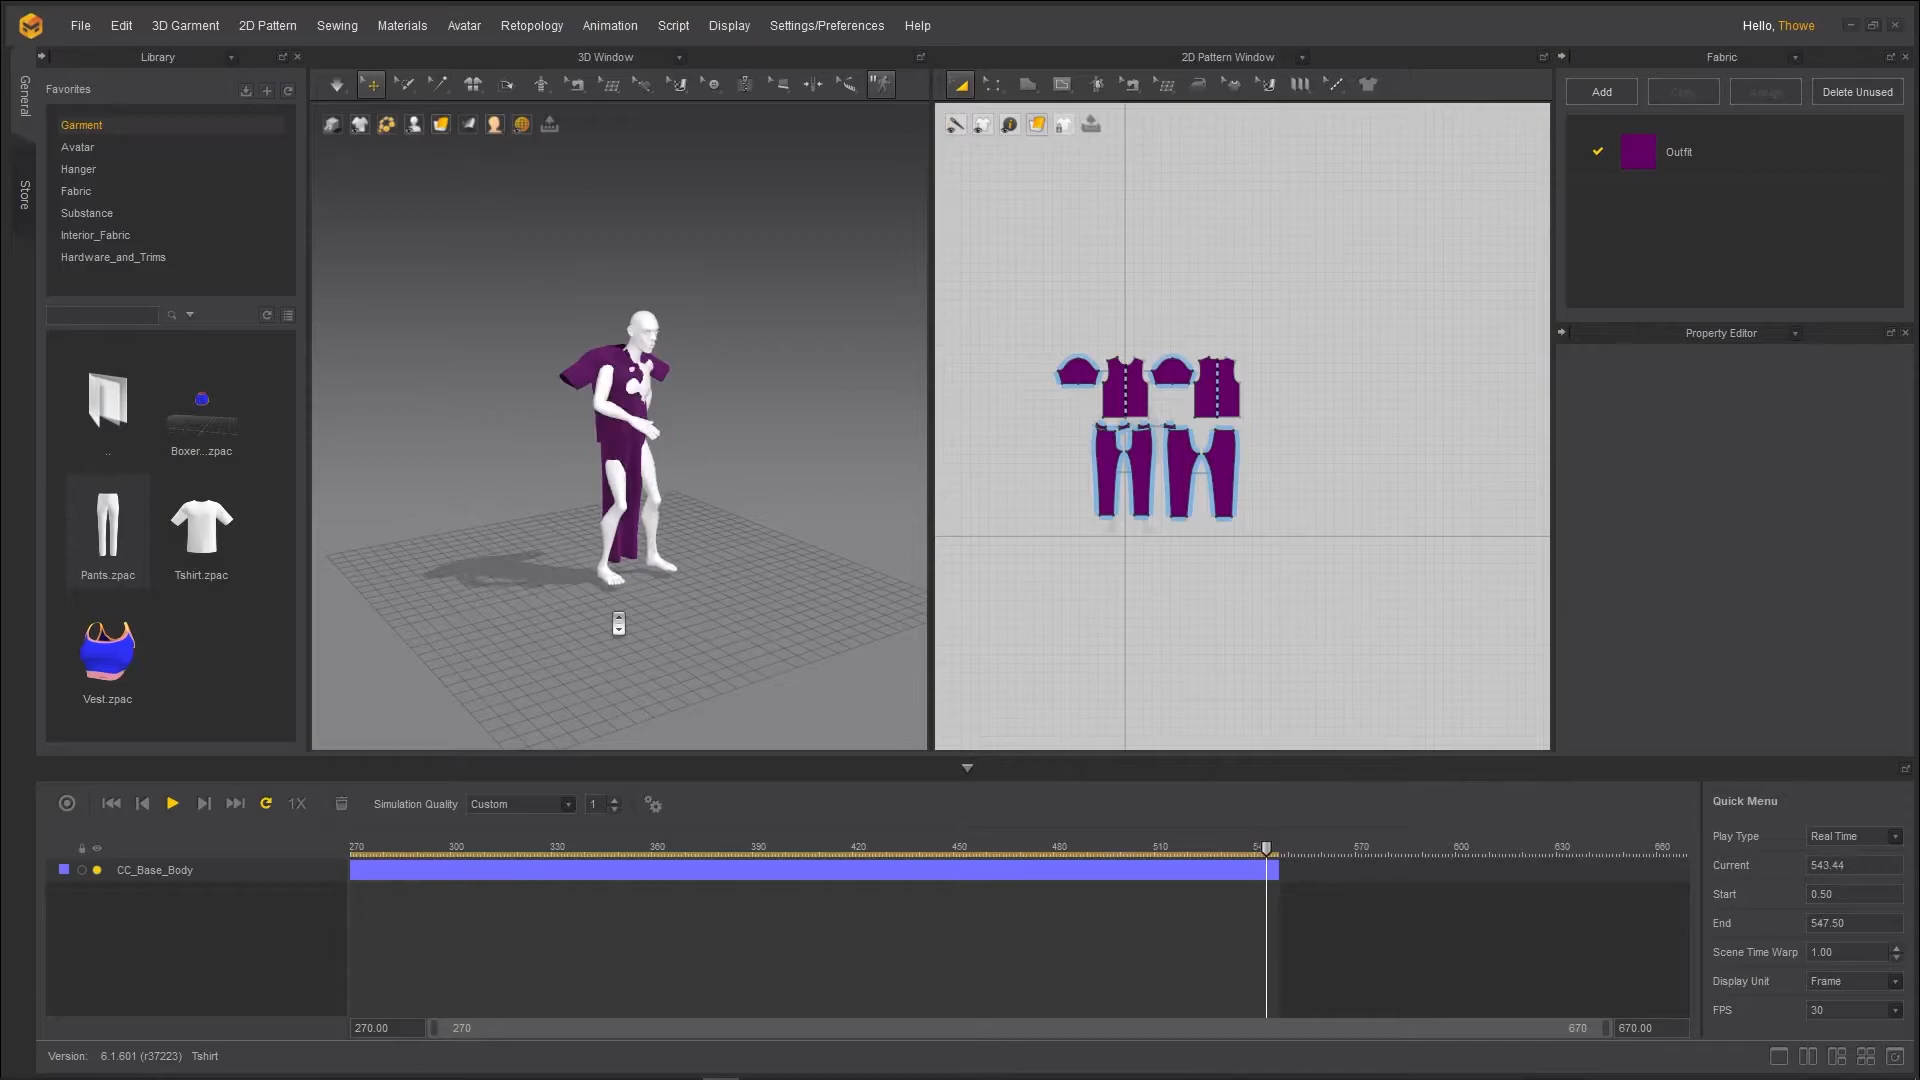 File Edit 3D Garment 2D Pattern Sewing Materials Avatar Retopology Animation Script Display Settings/Preferences Help
Hello, Thowe
Library
3D Window
2D Pattern Window
Fabric
General
Store
Favorites
Garment
Avatar
Hanger
Fabric
Substance
Interior_Fabric
Hardware_and_Trims
..
Boxer...zpac
Pants.zpac
Tshirt.zpac
Vest.zpac
Add
Delete Unused
Outfit
Property Editor
1X
Simulation Quality
Custom
1
270 300 330 360 390 420 450 480 510 570 600 630 660
CC_Base_Body
270.00
270
670
670.00
Quick Menu
Play Type Real Time
Current 543.44
Start 0.50
End 547.50
Scene Time Warp 1.00
Display Unit Frame
FPS 30
Version: 6.1.601 (r37223) Tshirt